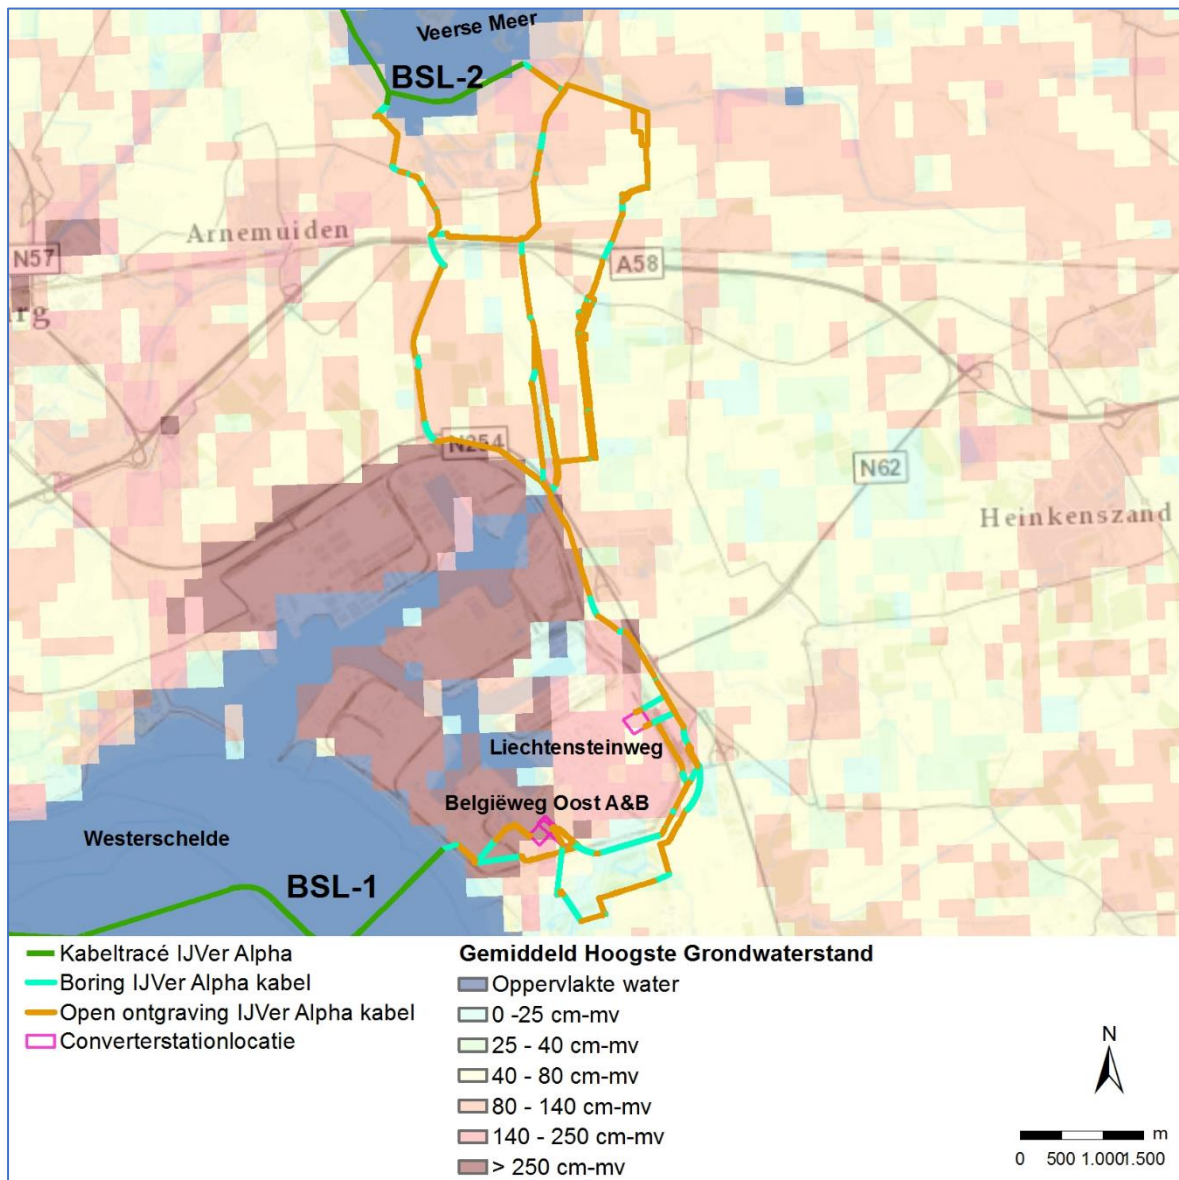 Veerse Meer
BSL-2
Arnemuiden
N57
A58
rg
N254
N62
Heinkenszand
Liechtensteinweg
Belgiëweg Oost A&B
Westerschelde
BSL-1
Kabeltracé IJVer Alpha
Boring IJVer Alpha kabel
Open ontgraving IJVer Alpha kabel
Converterstationlocatie
Gemiddeld Hoogste Grondwaterstand
Oppervlakte water
0 -25 cm-mv
25 - 40 cm-mv
40 - 80 cm-mv
80 - 140 cm-mv
140 - 250 cm-mv
> 250 cm-mv
N
m
0 500 1.000 1.500